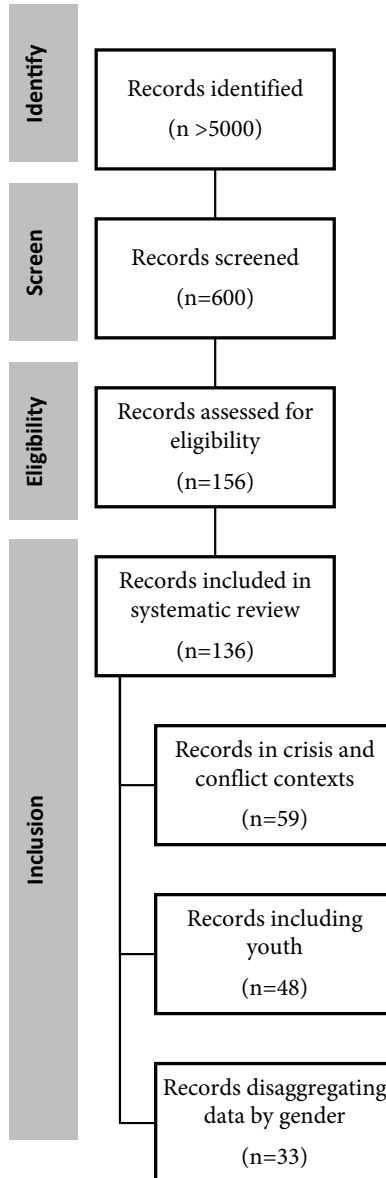 Identify
Records identified
(n >5000)
Screen
Records screened
(n=600)
Eligibility
Records assessed for
eligibility
(n=156)
Inclusion
Records included in
systematic review
(n=136)
Records in crisis and
conflict contexts
(n=59)
Records including
youth
(n=48)
Records disaggregating
data by gender
(n=33)